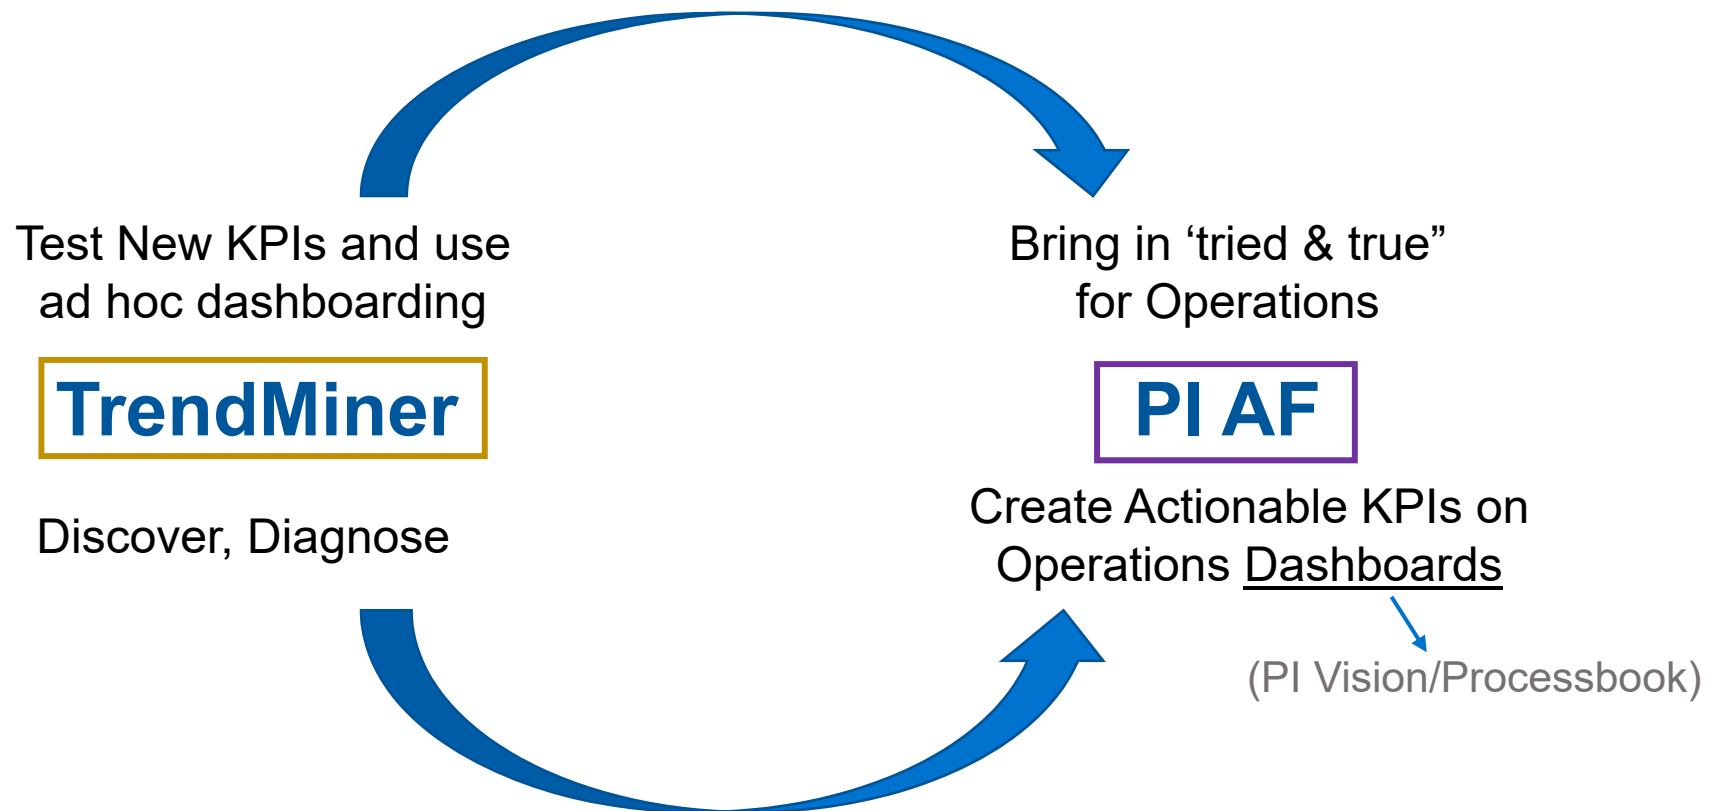 Test New KPIs and use
ad hoc dashboarding
TrendMiner
Discover, Diagnose
Bring in ‘tried & true”
for Operations
PI AF
Create Actionable KPIs on
Operations Dashboards
(PI Vision/Processbook)